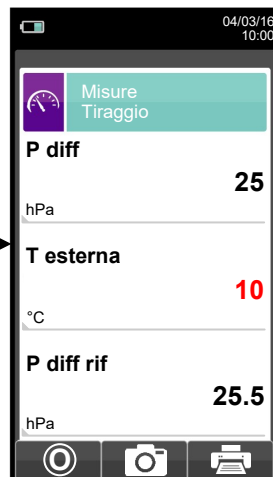 04/03/16
10:00
Misure
Tiraggio
P diff
25
hPa
T esterna
10
°C
P diff rif
25.5
hPa